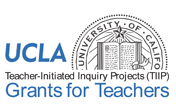 UCLA
UNIVERSITY OF CALIFO
Teacher-Initiated Inquiry Projects (TIIP)
Grants for Teachers